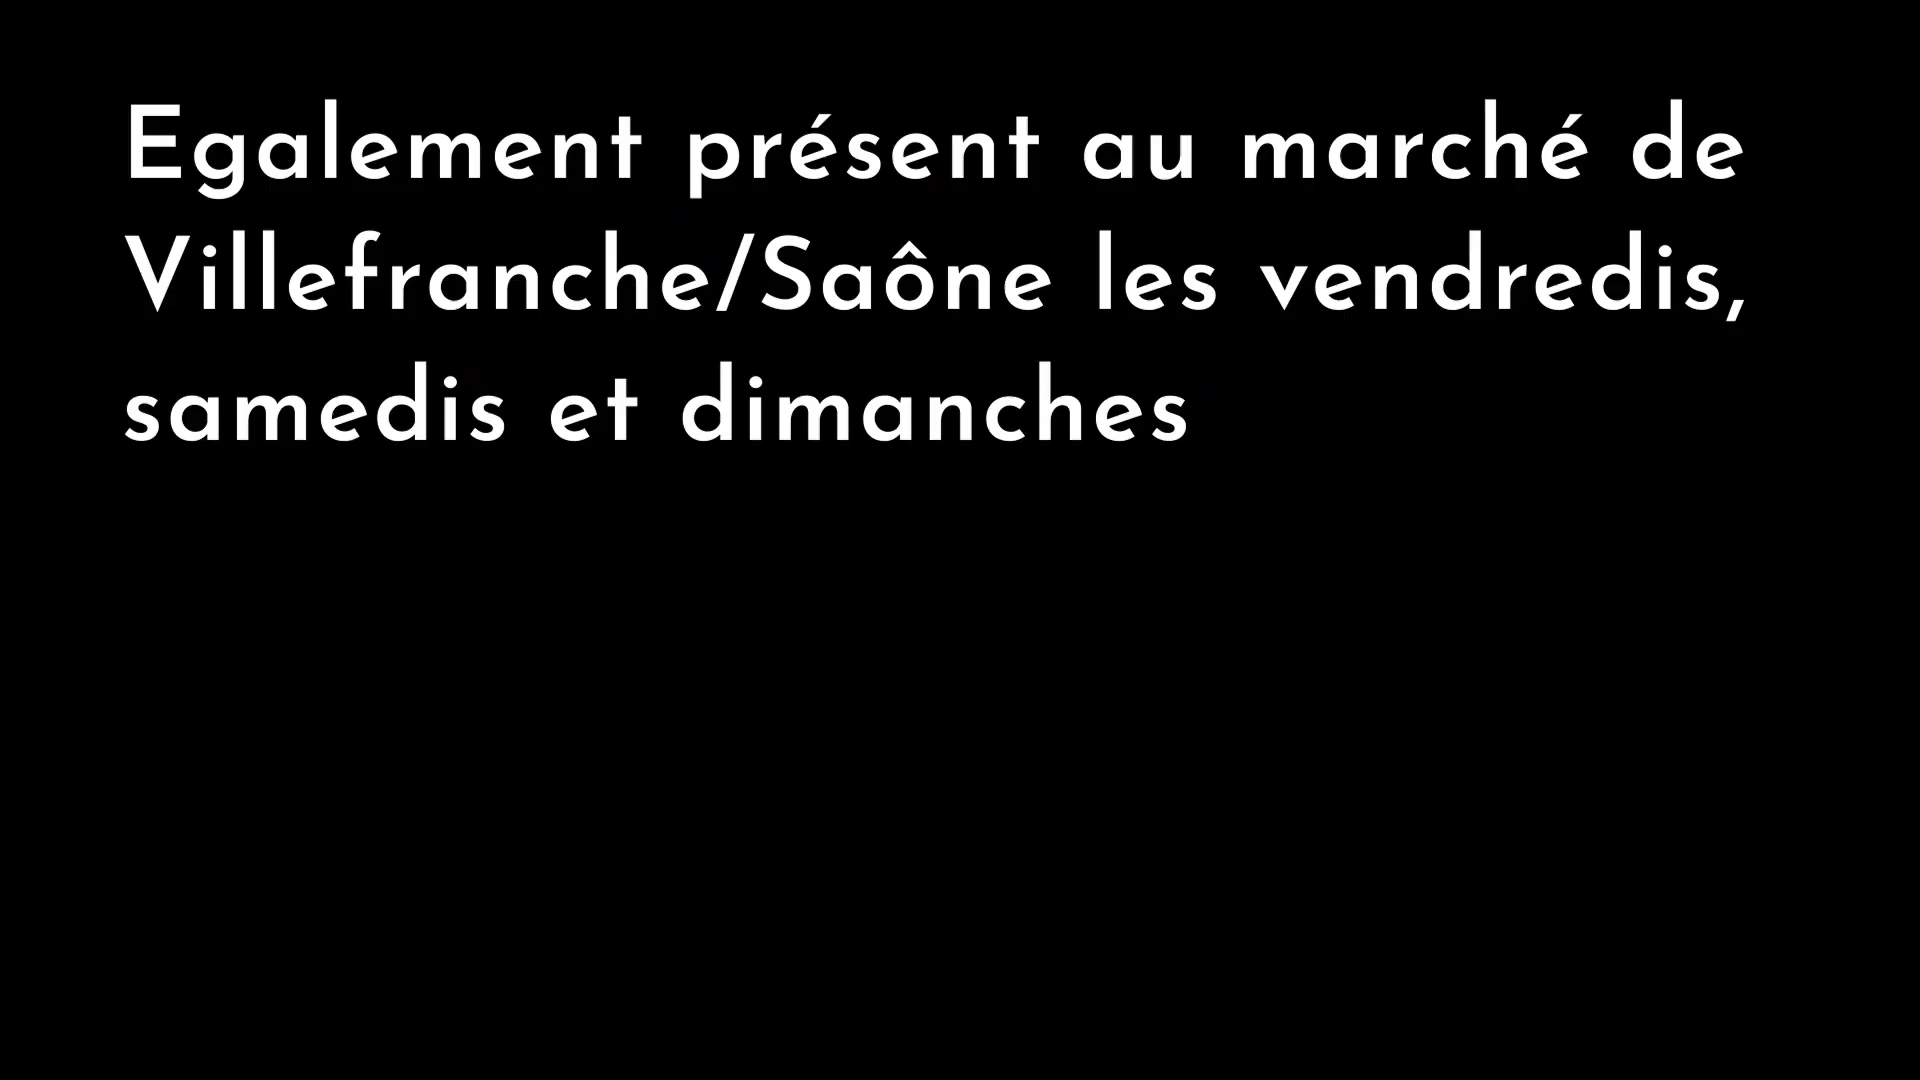 Egalement présent au marché de
Villefranche/Saône les vendredis,
samedis et dimanches